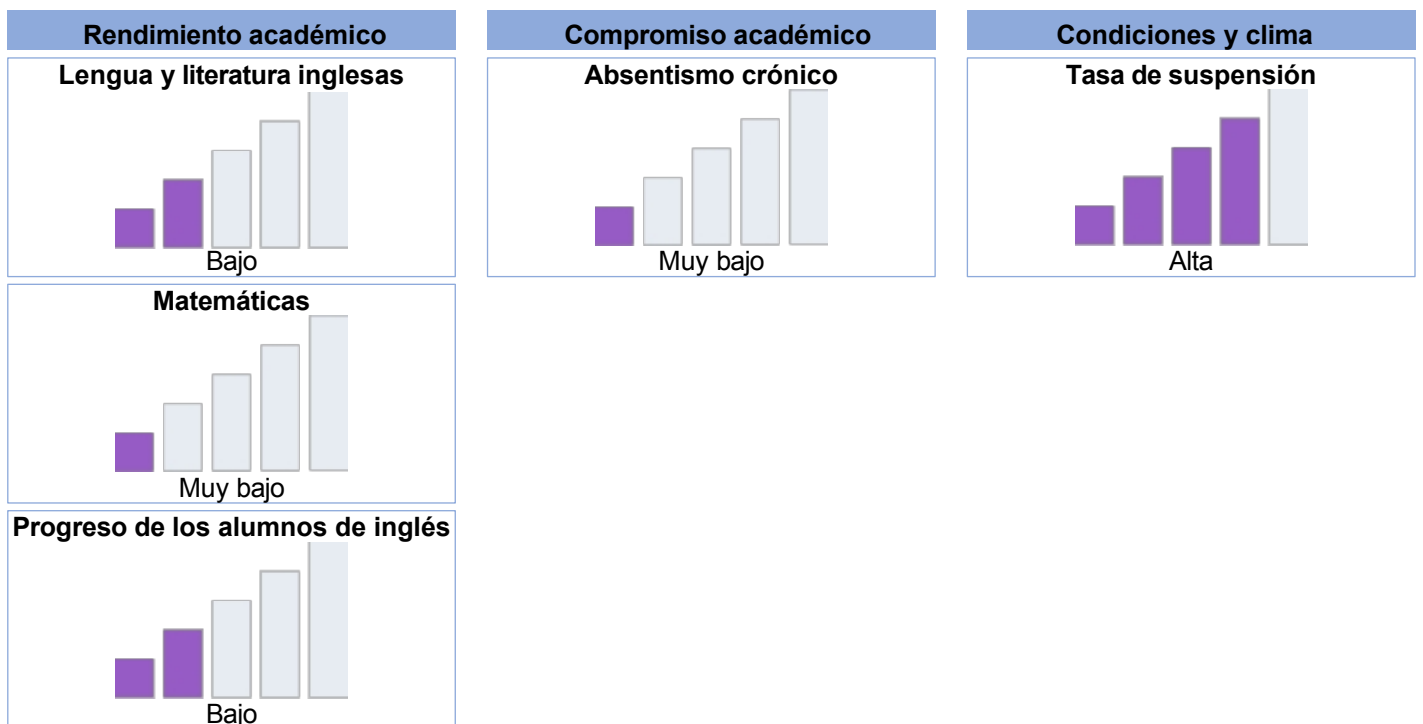 Rendimiento académico
Lengua y literatura inglesas
Bajo
Matemáticas
Muy bajo
Progreso de los alumnos de inglés
Bajo
Compromiso académico
Absentismo crónico
Muy bajo
Condiciones y clima
Tasa de suspensión
Alta